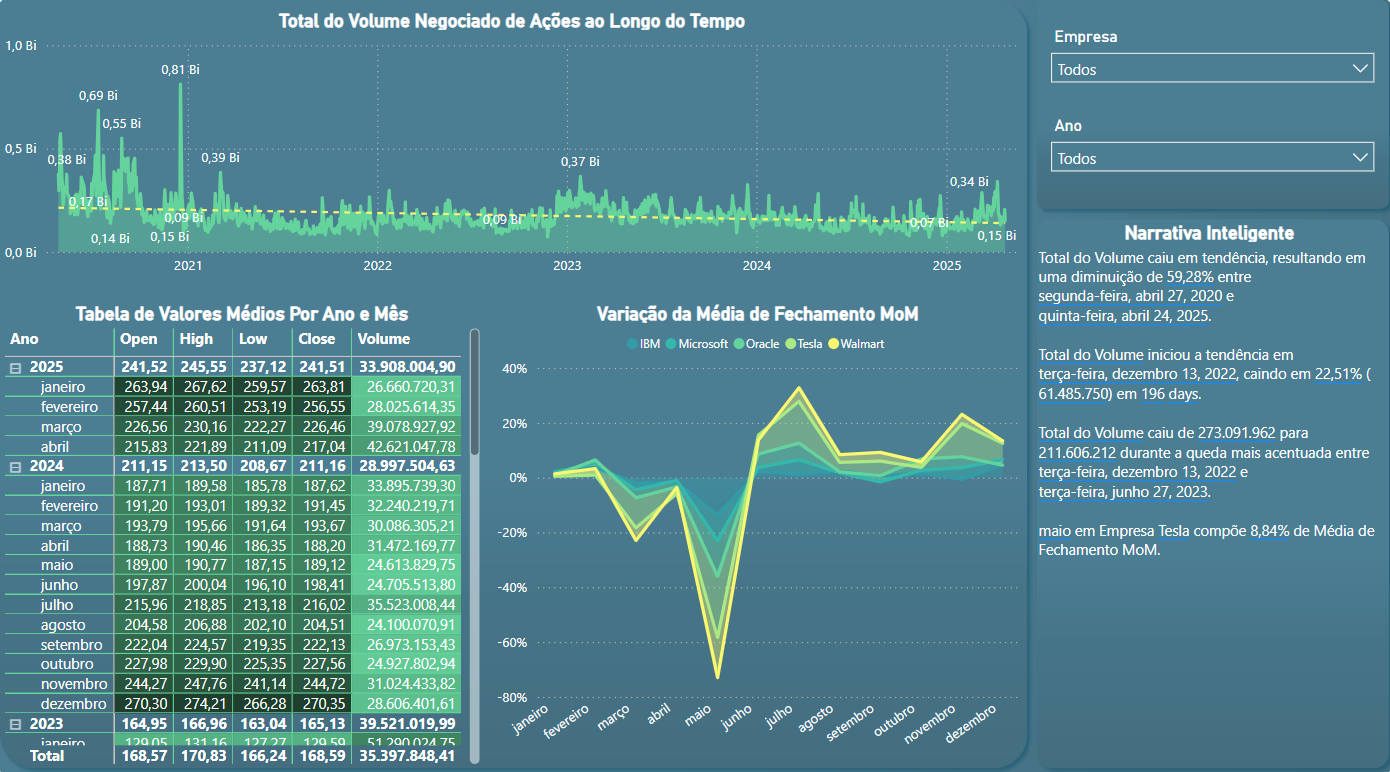 Total do Volume Negociado de Ações ao Longo do Tempo
1,0 Bi
0,5 Bi
0,0 Bi
0,38 Bi
0,69 Bi
0,55 Bi
0,81 Bi
0,39 Bi
0,17 Bi
0,14 Bi
0,09 Bi
0,15 Bi
0,09 Bi
0,37 Bi
0,34 Bi
0,07 Bi
0,15 Bi
2021 2022 2023 2024 2025
Empresa
Todos
Ano
Todos
Tabela de Valores Médios Por Ano e Mês
Ano Open High Low Close Volume
2025 241,52 245,55 237,12 241,51 33.908.004,90
janeiro 263,94 267,62 259,57 263,81 26.660.720,31
fevereiro 257,44 260,51 253,19 256,55 28.025.614,35
março 226,56 230,16 222,27 226,46 39.078.927,92
abril 215,83 221,89 211,09 217,04 42.621.047,78
2024 211,15 213,50 208,67 211,16 28.997.504,63
janeiro 187,71 189,58 185,78 187,62 33.895.739,30
fevereiro 191,20 193,01 189,32 191,45 32.240.219,71
março 193,79 195,66 191,64 193,67 30.086.305,21
abril 188,73 190,46 186,35 188,20 31.472.169,77
maio 189,00 190,77 187,15 189,12 24.613.829,75
junho 197,87 200,04 196,10 198,41 24.705.513,80
julho 215,96 218,85 213,18 216,02 35.523.008,44
agosto 204,58 206,88 202,10 204,51 24.100.070,91
setembro 222,04 224,57 219,35 222,13 26.973.153,43
outubro 227,98 229,90 225,35 227,56 24.927.802,94
novembro 244,27 247,76 241,14 244,72 31.024.433,82
dezembro 270,30 274,21 266,28 270,35 28.606.401,61
2023 164,95 166,96 163,04 165,13 39.521.019,99
janeiro 129,05 131,16 127,27 129,59 51.290.024,75
Total 168,57 170,83 166,24 168,59 35.397.848,41
Variação da Média de Fechamento MoM
IBM Microsoft Oracle Tesla Walmart
40%
20%
0%
-20%
-40%
-60%
-80%
janeiro fevereiro março abril maio junho julho agosto setembro outubro novembro dezembro
Narrativa Inteligente
Total do Volume caiu em tendência, resultando em
uma diminuição de 59,28% entre
segunda-feira, abril 27, 2020 e
quinta-feira, abril 24, 2025.
Total do Volume iniciou a tendência em
terça-feira, dezembro 13, 2022, caindo em 22,51% (
61.485.750) em 196 days.
Total do Volume caiu de 273.091.962 para
211.606.212 durante a queda mais acentuada entre
terça-feira, dezembro 13, 2022 e
terça-feira, junho 27, 2023.
maio em Empresa Tesla compõe 8,84% de Média de
Fechamento MoM.